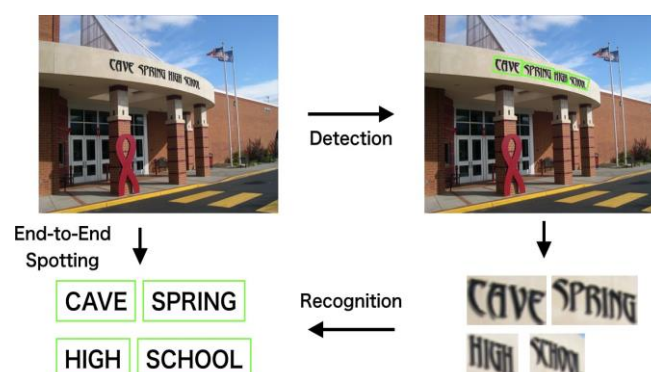 CAVE SPRING HIGH SCHOOL
CAVE SPRING HIGH SCHOOL
Detection
End-to-End
Spotting
CAVE SPRING
Recognition
CAVE SPRING
HIGH SCHOOL
HIGH SCHOOL